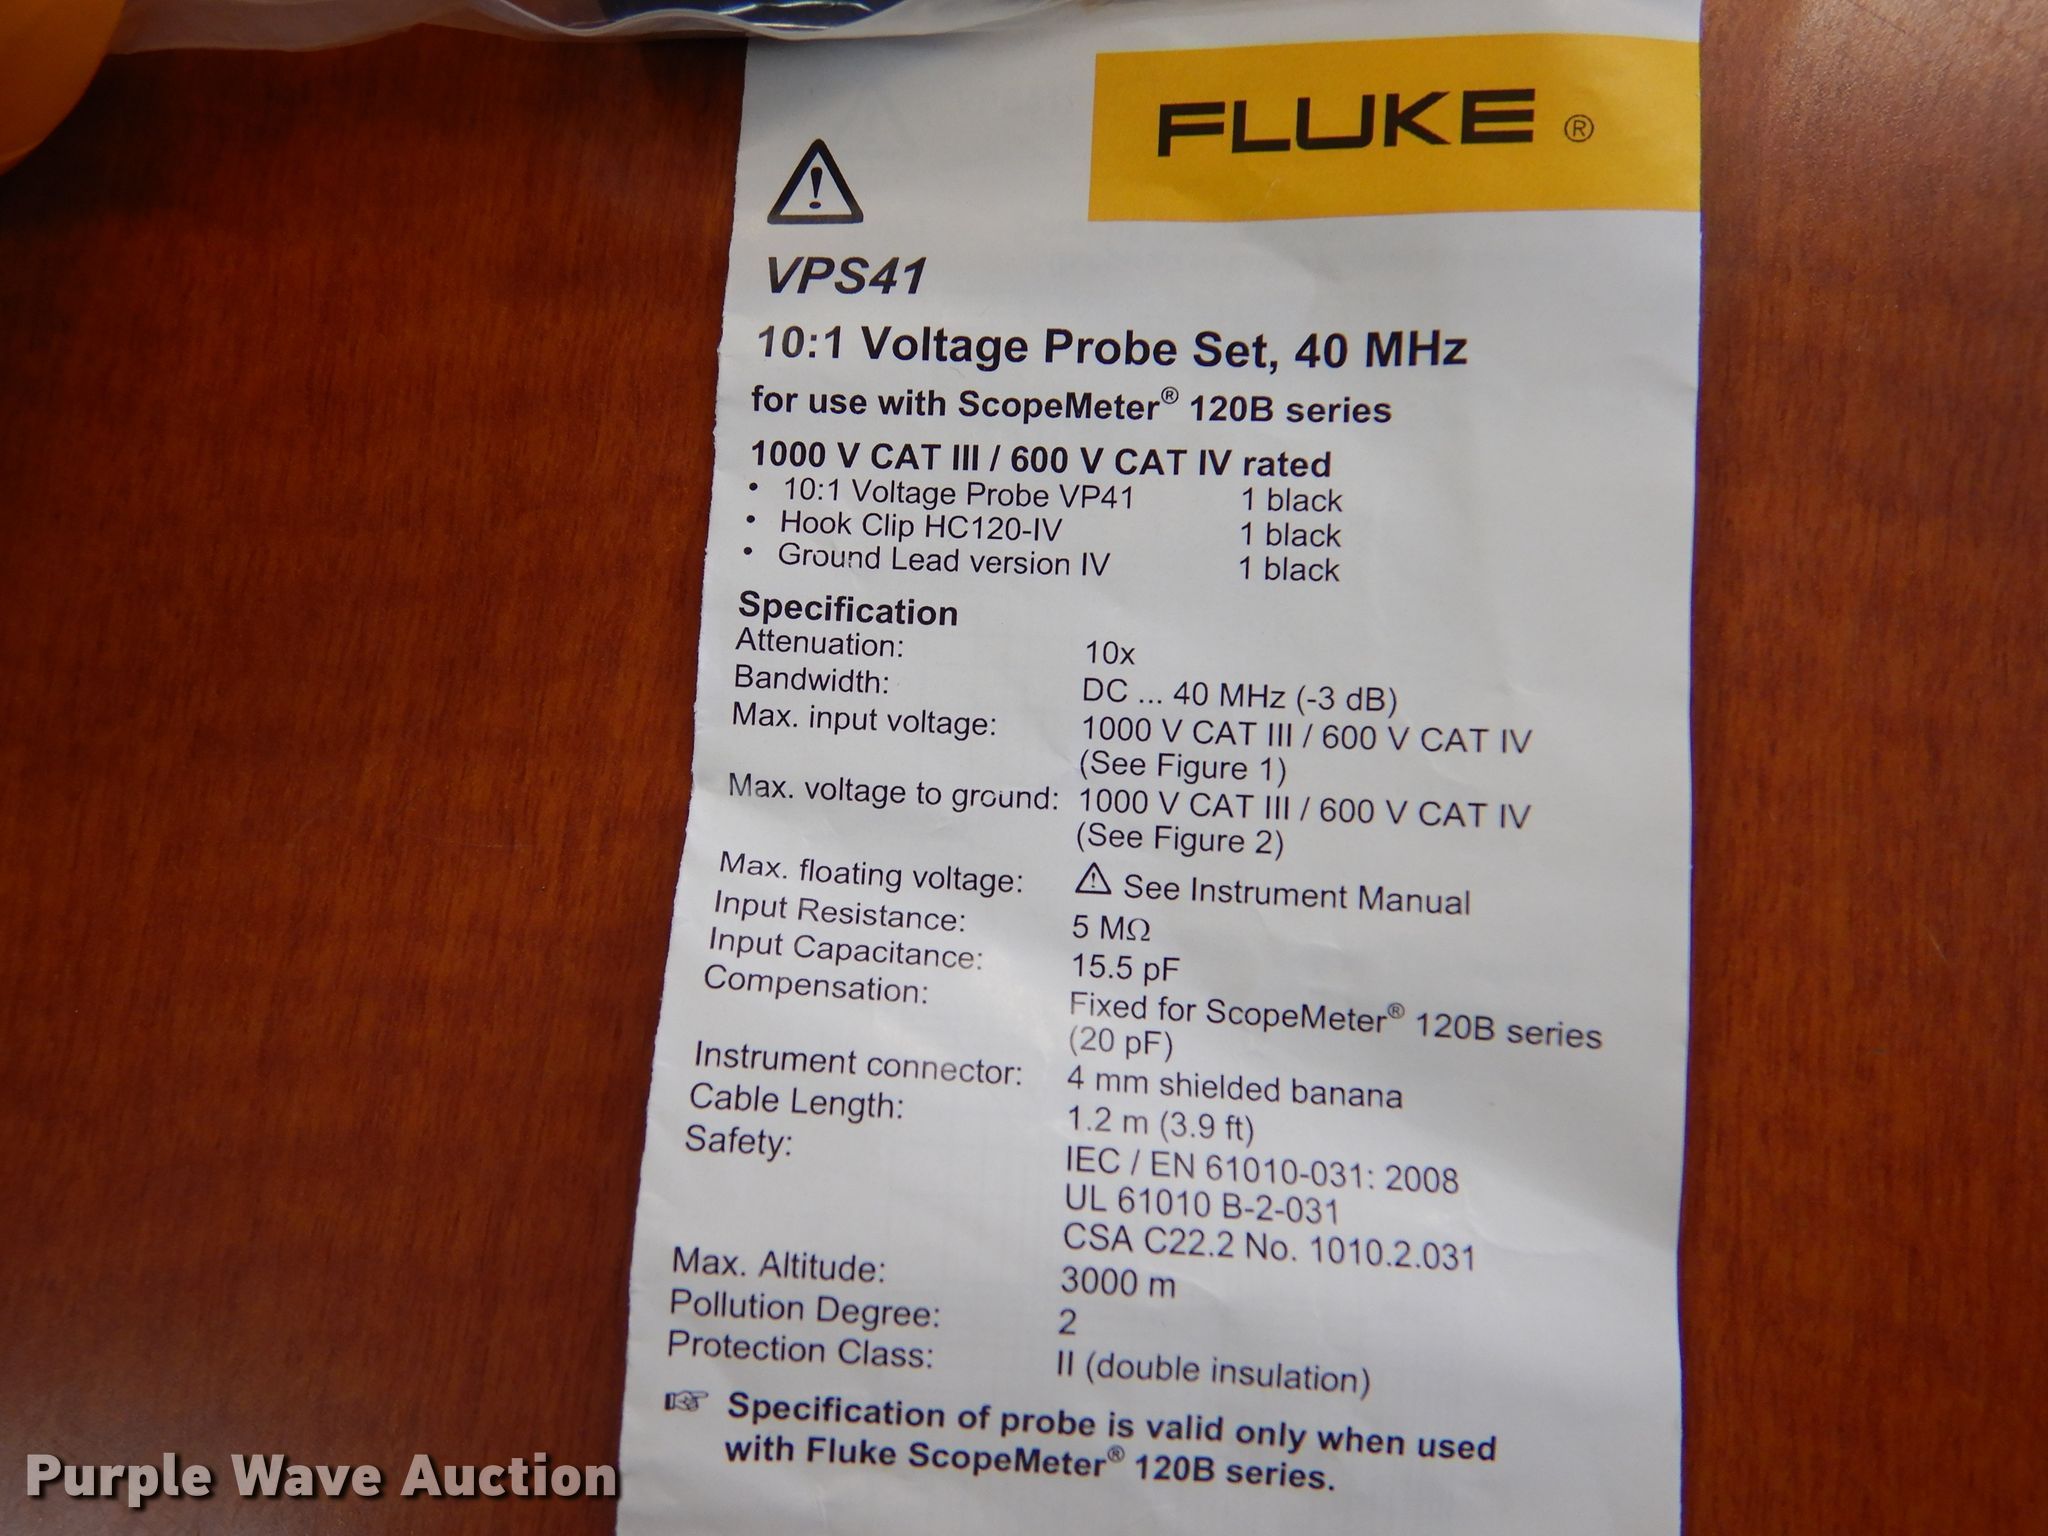 FLUKE ®
VPS41
10:1 Voltage Probe Set, 40 MHz
for use with ScopeMeter® 120B series
1000 V CAT III / 600 V CAT IV rated
• 10:1 Voltage Probe VP41 1 black
• Hook Clip HC120-IV 1 black
• Ground Lead version IV 1 black
Specification
Attenuation: 10x
Bandwidth: DC ... 40 MHz (-3 dB)
Max. input voltage: 1000 V CAT III / 600 V CAT IV
(See Figure 1)
Max. voltage to ground: 1000 V CAT III / 600 V CAT IV
(See Figure 2)
Max. floating voltage: ⚠ See Instrument Manual
Input Resistance: 5 MΩ
Input Capacitance: 15.5 pF
Compensation: Fixed for ScopeMeter® 120B series
(20 pF)
Instrument connector: 4 mm shielded banana
Cable Length: 1.2 m (3.9 ft)
Safety: IEC / EN 61010-031: 2008
UL 61010 B-2-031
CSA C22.2 No. 1010.2.031
Max. Altitude: 3000 m
Pollution Degree: 2
Protection Class: II (double insulation)
☞ Specification of probe is valid only when used
with Fluke ScopeMeter® 120B series.
Purple Wave Auction